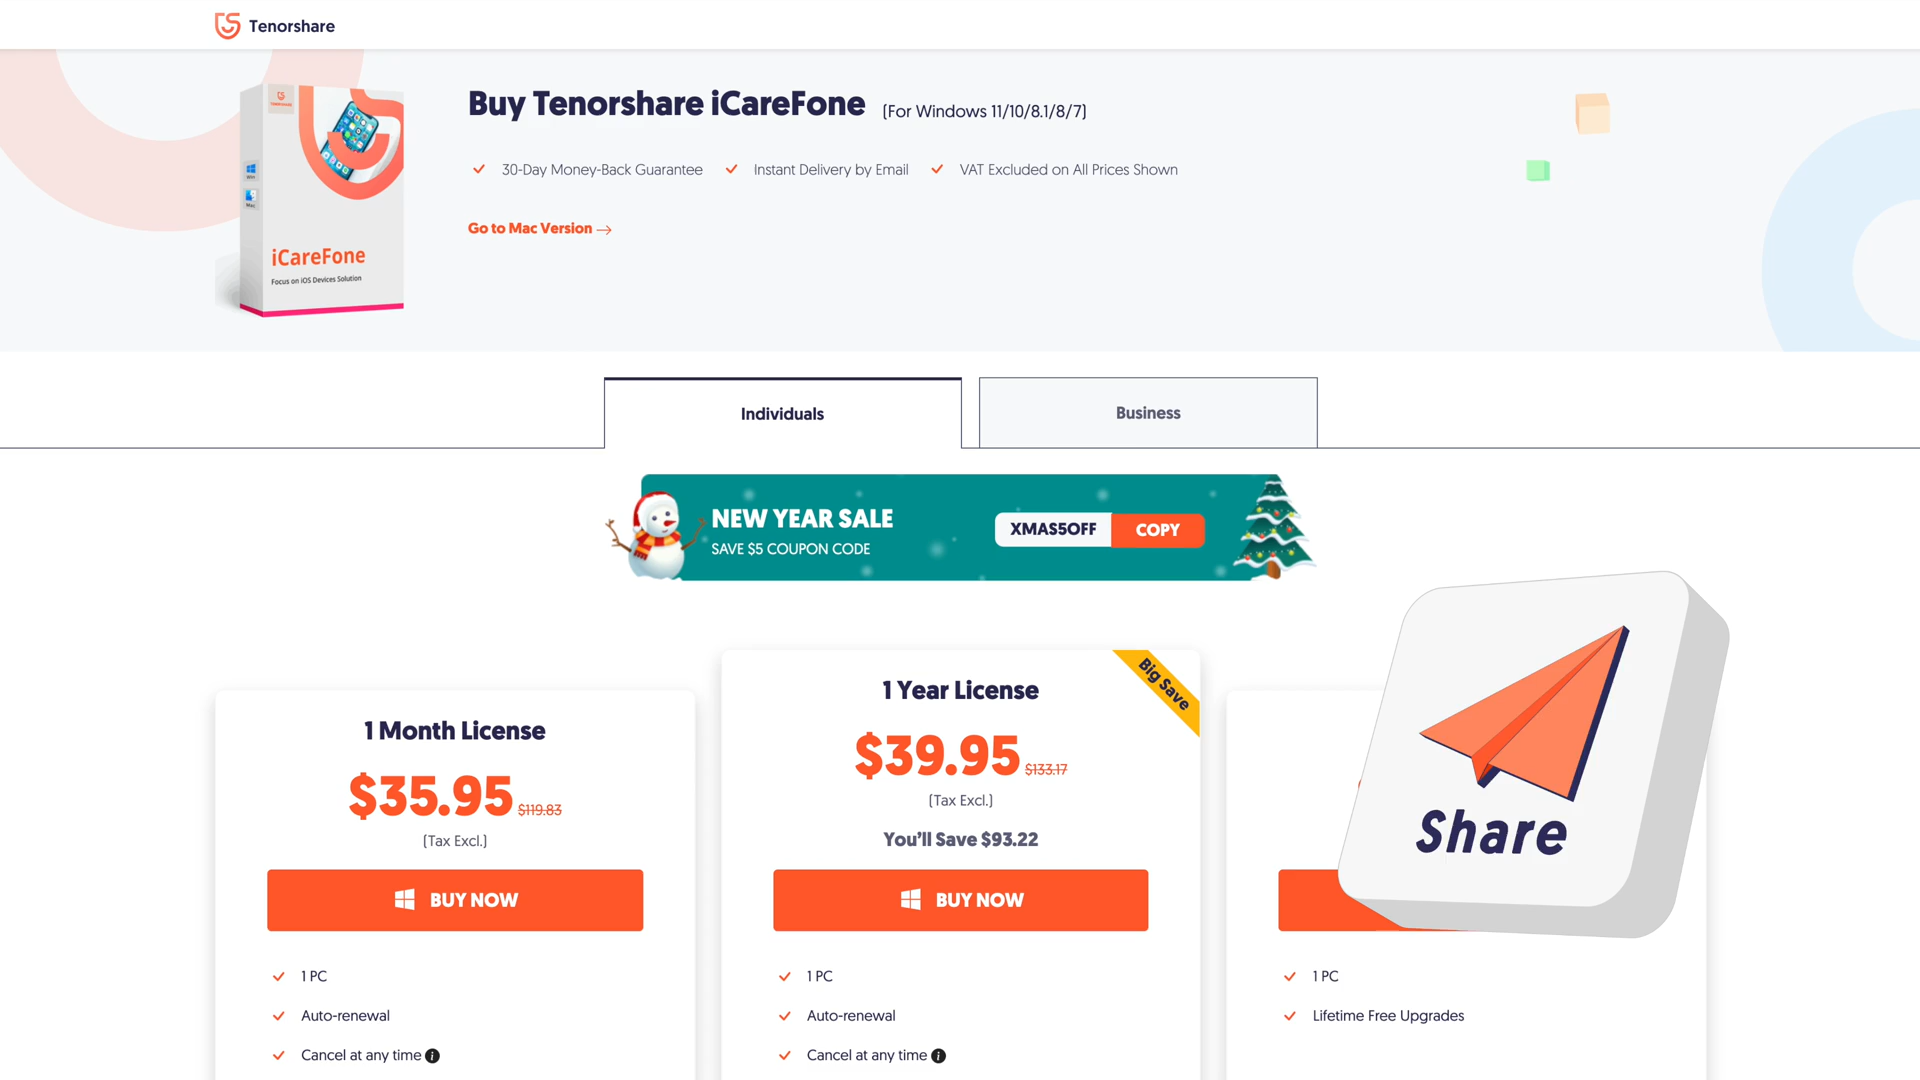 Tenorshare
Buy Tenorshare iCareFone (For Windows 11/10/8.1/8/7)
30-Day Money-Back Guarantee
Instant Delivery by Email
VAT Excluded on All Prices Shown
Go to Mac Version
iCareFone
Focus on iOS Devices Solution
Individuals
Business
NEW YEAR SALE
SAVE $5 COUPON CODE
XMAS5OFF
COPY
1 Month License
$35.95 $119.83
(Tax Excl.)
BUY NOW
1 PC
Auto-renewal
Cancel at any time
Big Save
1 Year License
$39.95 $133.17
(Tax Excl.)
You'll Save $93.22
BUY NOW
1 PC
Auto-renewal
Cancel at any time
Share
1 PC
Lifetime Free Upgrades